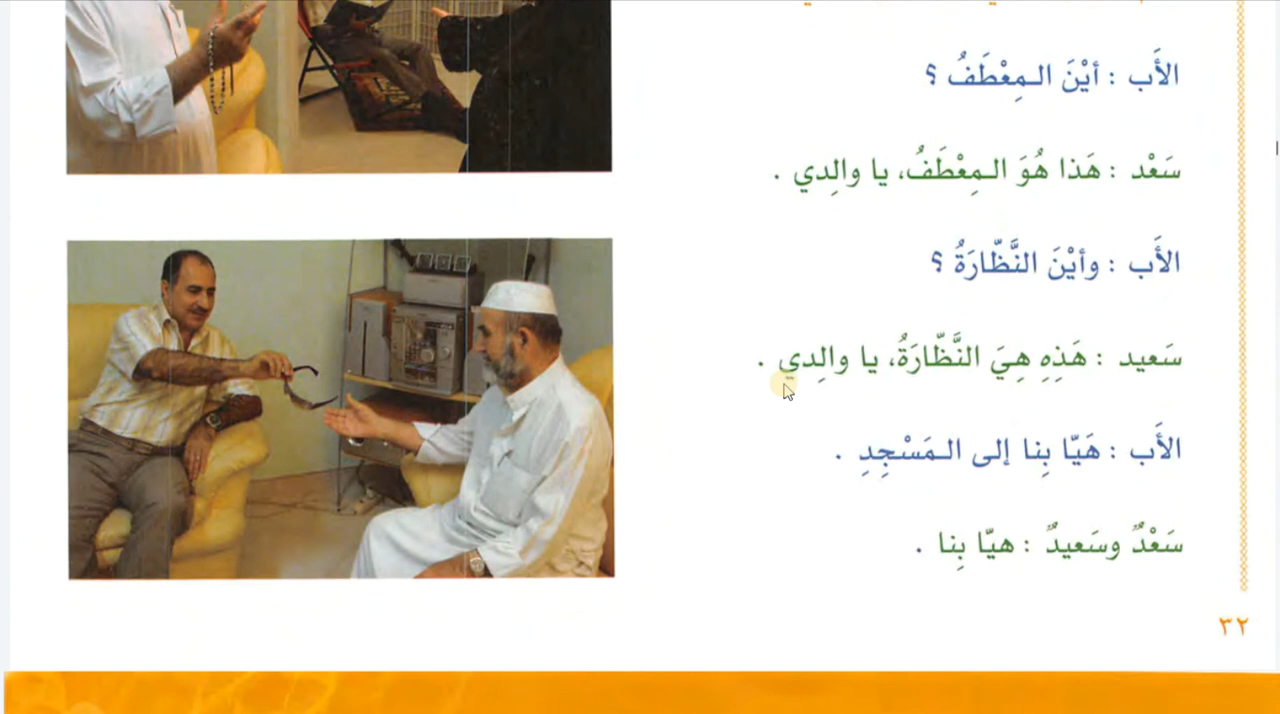 الأَب : أيْنَ الـمِعْطَفُ ؟
سَعْد : هَذا هُوَ الـمِعْطَفُ، يا والِدي .
الأَب : وأيْنَ النَّظّارَةُ ؟
سَعيد : هَذِهِ هِيَ النَّظّارَةُ، يا والِدي .
الأَب : هَيّا بِنا إلى الـمَسْجِدِ .
سَعْدٌ وسَعيدٌ : هيّا بِنا .
٣٢